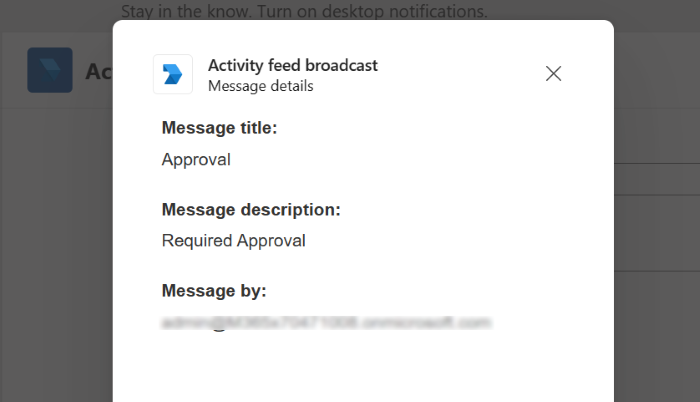 Stay in the know. Turn on desktop notifications.
Ac
Activity feed broadcast
Message details
Message title:
Approval
Message description:
Required Approval
Message by: